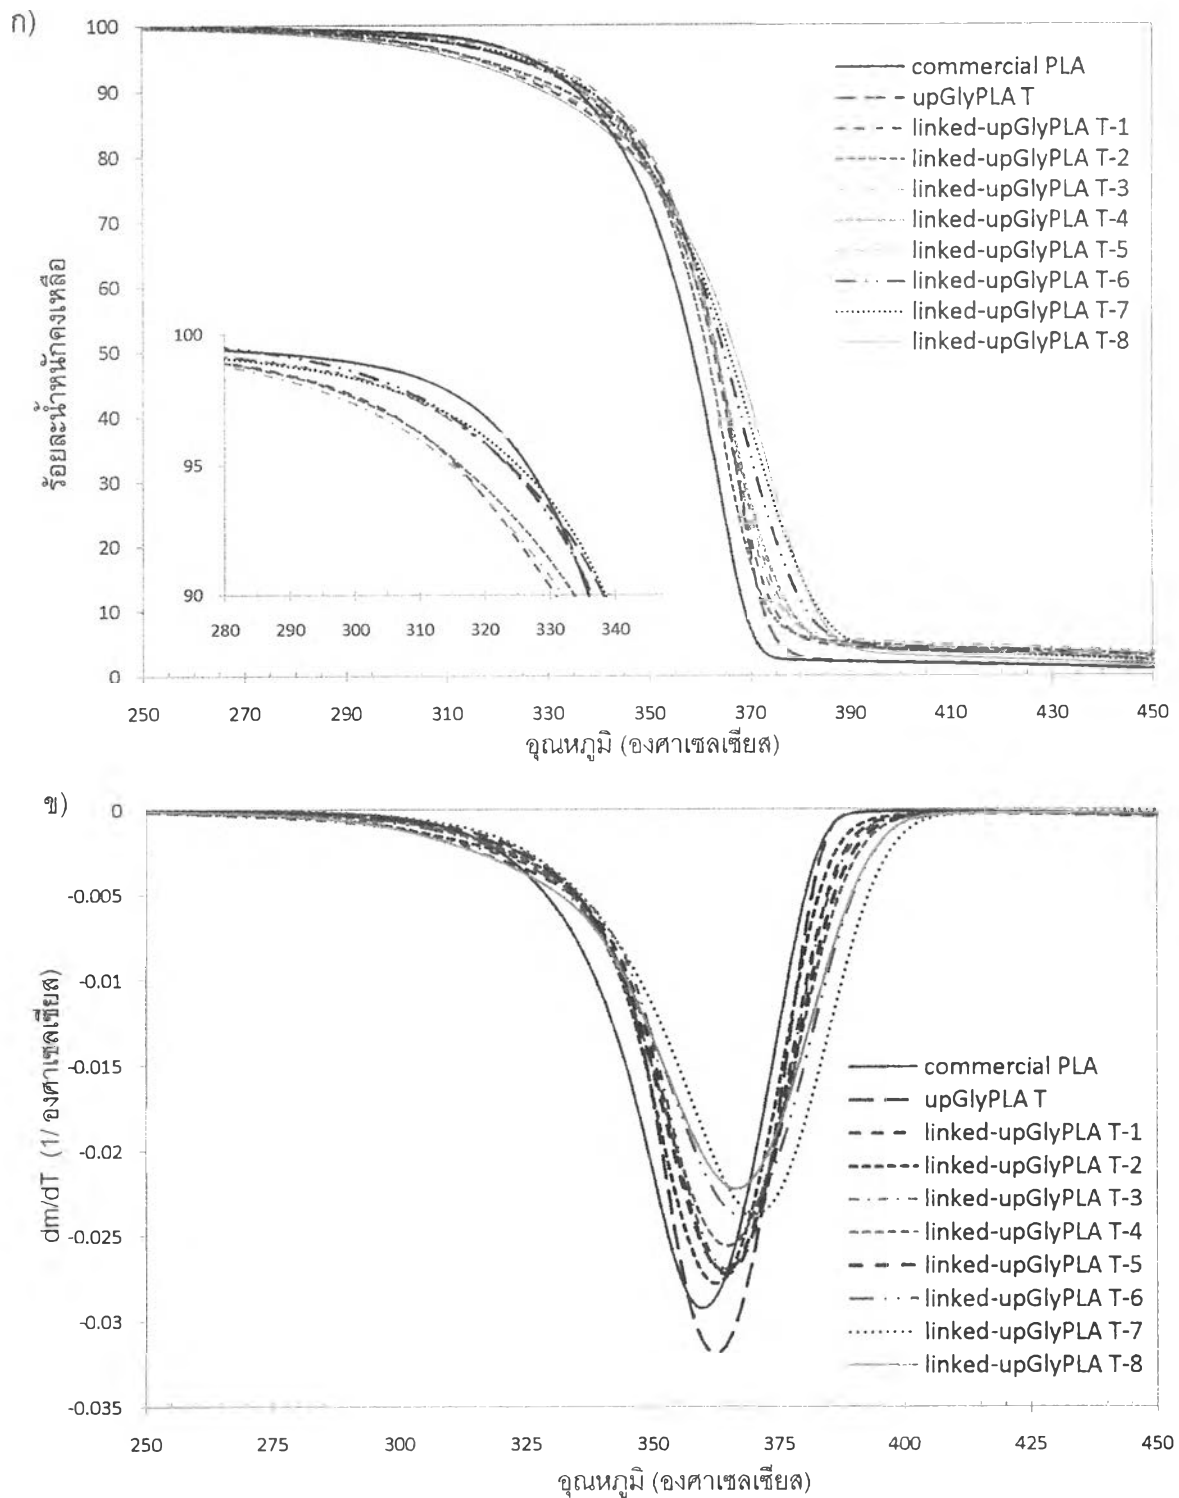 ก)
100
90
80
70
60
50
40
30
20
10
0
ร้อยละน้ำหนักคงเหลือ
commercial PLA
upGlyPLA T
linked-upGlyPLA T-1
linked-upGlyPLA T-2
linked-upGlyPLA T-3
linked-upGlyPLA T-4
linked-upGlyPLA T-5
linked-upGlyPLA T-6
linked-upGlyPLA T-7
linked-upGlyPLA T-8
100
95
90
280 290 300 310 320 330 340
250 270 290 310 330 350 370 390 410 430 450
อุณหภูมิ (องศาเซลเซียส)
ข)
0
-0.005
-0.01
-0.015
-0.02
-0.025
-0.03
-0.035
dm/dT (1/ องศาเซลเซียส)
commercial PLA
upGlyPLA T
linked-upGlyPLA T-1
linked-upGlyPLA T-2
linked-upGlyPLA T-3
linked-upGlyPLA T-4
linked-upGlyPLA T-5
linked-upGlyPLA T-6
linked-upGlyPLA T-7
linked-upGlyPLA T-8
250 275 300 325 350 375 400 425 450
อุณหภูมิ (องศาเซลเซียส)